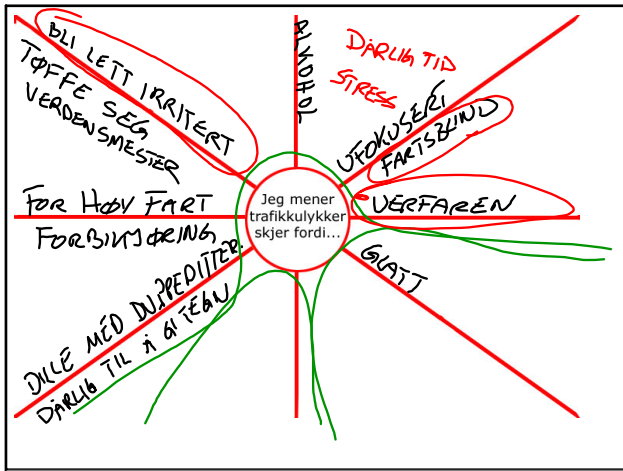 BLI LETT IRRITERT
TØFFE SEG
VERDENSMESTER
ALKOHOL
DÅRLIG TID
STRESS
UFOKUSERT
FARTSBLIND
UERFAREN
Jeg mener
trafikkulykker
skjer fordi...
FOR HØY FART
FORBIKJØRING
GLATT
DILLE MED DUPPEDITTER.
DÅRLIG TIL Å GI TEGN